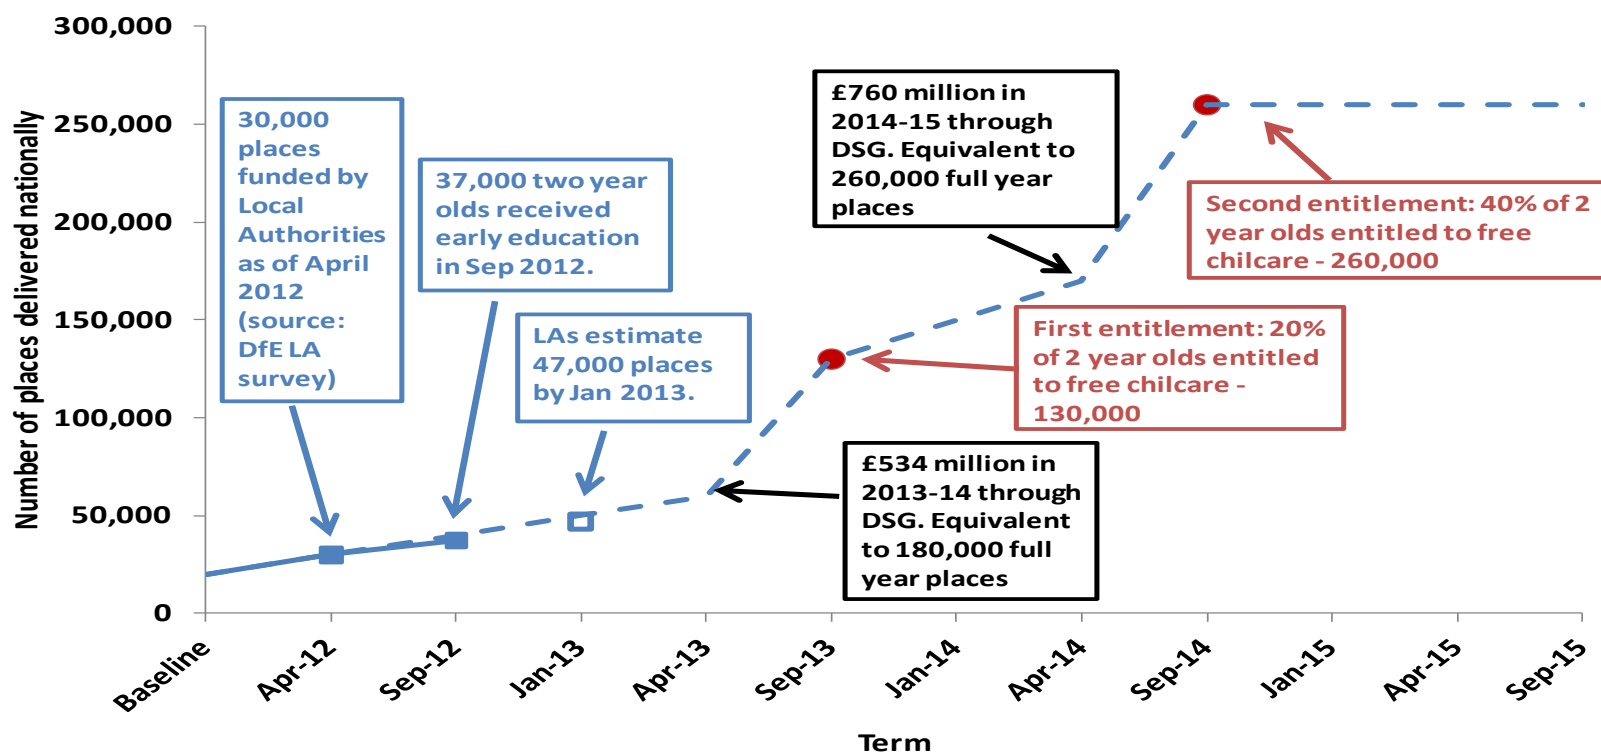 Number of places delivered nationally
300,000
250,000
200,000
150,000
100,000
50,000
0
30,000
places
funded by
Local
Authorities
as of April
2012
(source:
DfE LA
survey)
37,000 two year
olds received
early education
in Sep 2012.
LAs estimate
47,000 places
by Jan 2013.
£760 million in
2014-15 through
DSG. Equivalent to
260,000 full year
places
£534 million in
2013-14 through
DSG. Equivalent
to 180,000 full
year places
Second entitlement: 40% of 2
year olds entitled to free
chilcare - 260,000
First entitlement: 20%
of 2 year olds entitled
to free chilcare -
130,000
Baseline
Apr-12
Sep-12
Jan-13
Apr-13
Sep-13
Jan-14
Apr-14
Sep-14
Jan-15
Apr-15
Sep-15
Term